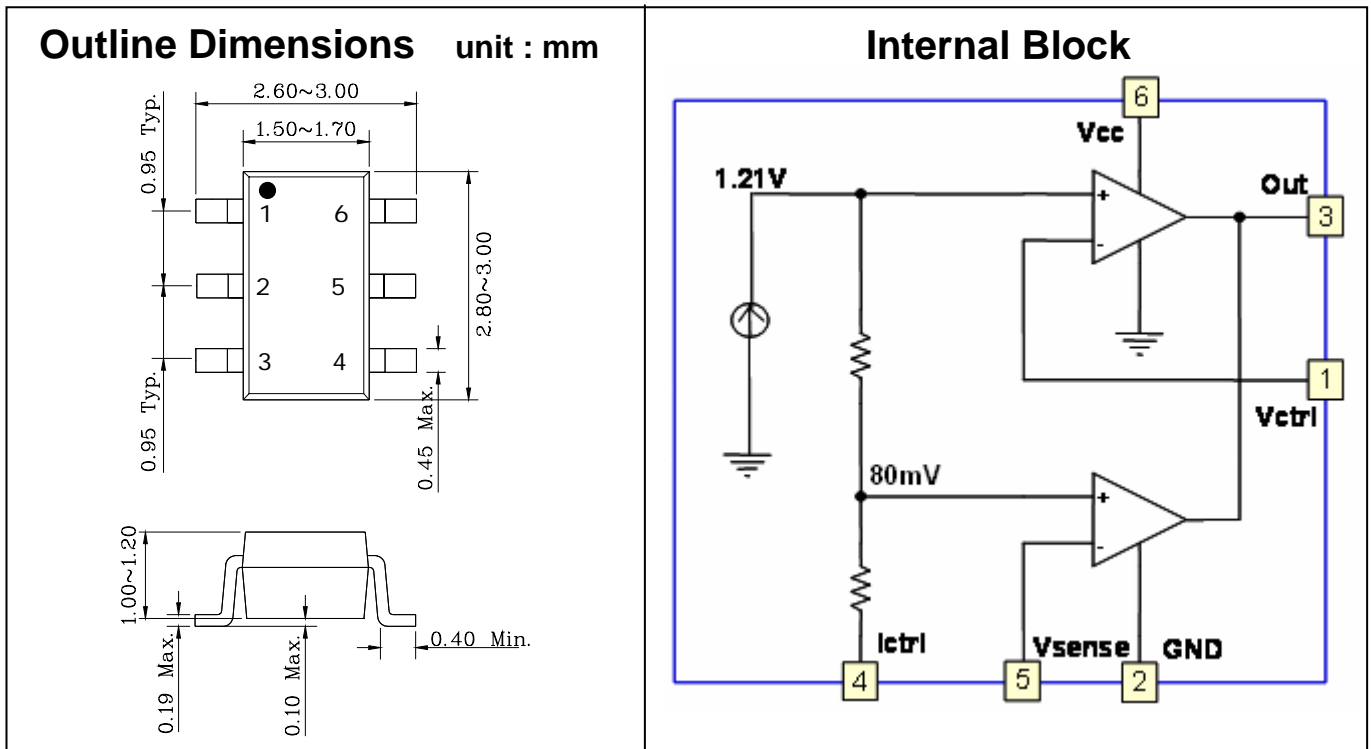 Outline Dimensions unit : mm
2.60~3.00
1.50~1.70
0.95 Typ.
0.95 Typ.
1
6
2
5
3
4
2.80~3.00
0.45 Max.
1.00~1.20
0.19 Max.
0.10 Max.
0.40 Min.
Internal Block
6
Vcc
1.21V
+
-
Out
3
1
Vctrl
80mV
+
-
Ictrl
Vsense
GND
4
5
2